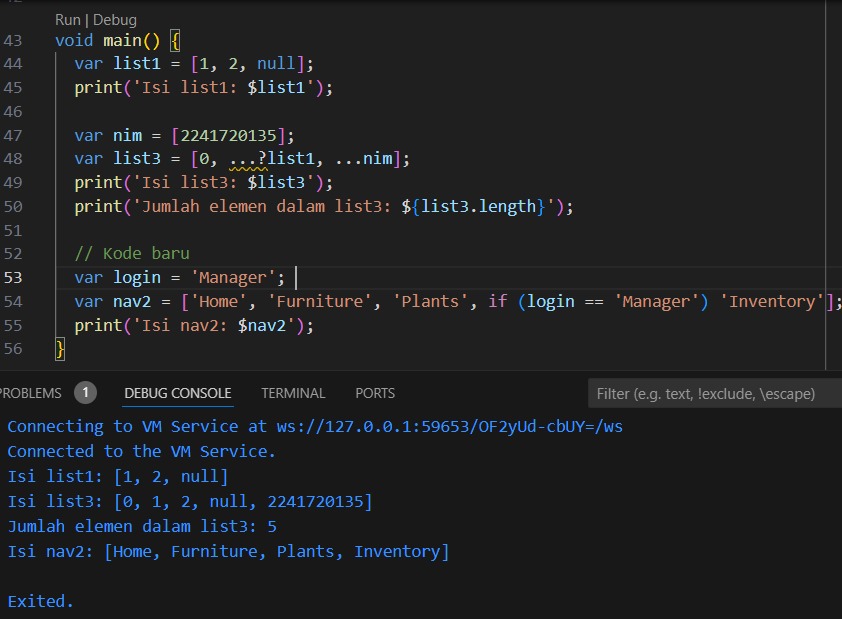 Run | Debug
43 void main() {
44 var list1 = [1, 2, null];
45 print('Isi list1: $list1');
46
47 var nim = [2241720135];
48 var list3 = [0, ...?list1, ...nim];
49 print('Isi list3: $list3');
50 print('Jumlah elemen dalam list3: ${list3.length}');
51
52 // Kode baru
53 var login = 'Manager';
54 var nav2 = ['Home', 'Furniture', 'Plants', if (login == 'Manager') 'Inventory'];
55 print('Isi nav2: $nav2');
56 }
PROBLEMS 1 DEBUG CONSOLE TERMINAL PORTS Filter (e.g. text, !exclude, \escape)
Connecting to VM Service at ws://127.0.0.1:59653/OF2yUd-cbUY=/ws
Connected to the VM Service.
Isi list1: [1, 2, null]
Isi list3: [0, 1, 2, null, 2241720135]
Jumlah elemen dalam list3: 5
Isi nav2: [Home, Furniture, Plants, Inventory]
Exited.